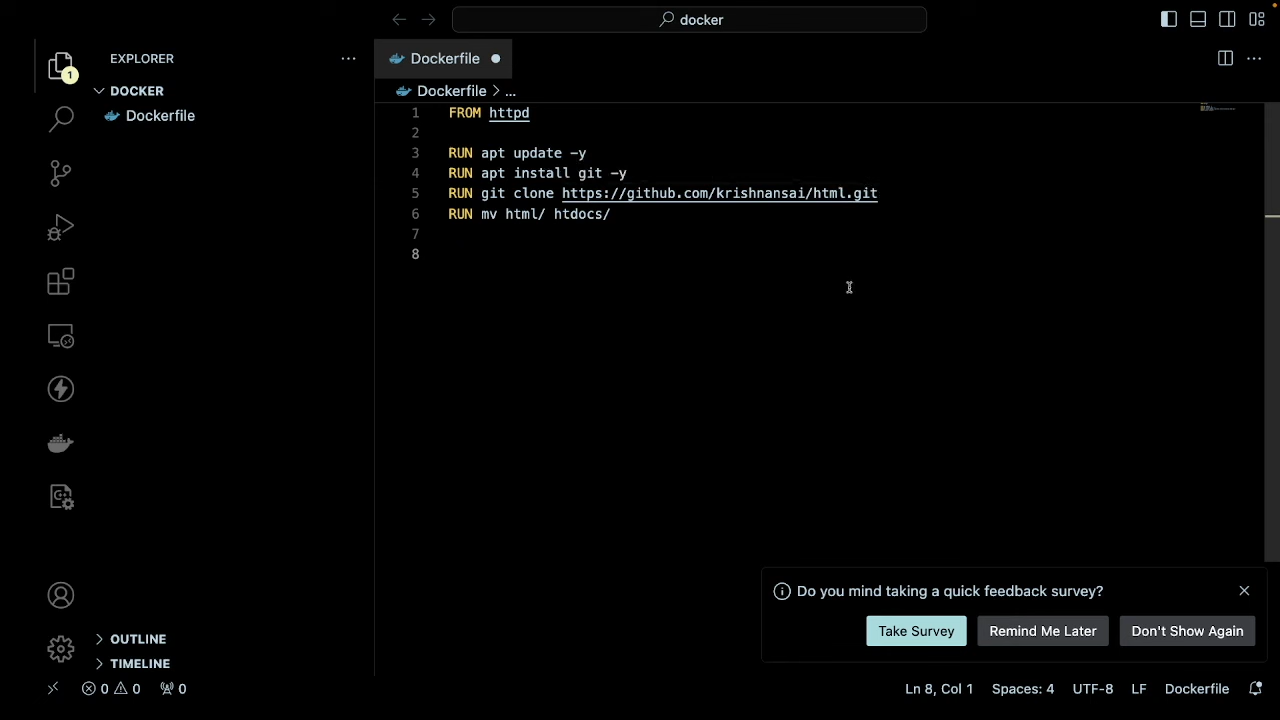 docker
EXPLORER
1
DOCKER
Dockerfile
Dockerfile
Dockerfile > ...
1 FROM httpd
2
3 RUN apt update -y
4 RUN apt install git -y
5 RUN git clone https://github.com/krishnansai/html.git
6 RUN mv html/ htdocs/
7
8
Do you mind taking a quick feedback survey?
Take Survey
Remind Me Later
Don't Show Again
OUTLINE
TIMELINE
0 0 0
Ln 8, Col 1 Spaces: 4 UTF-8 LF Dockerfile